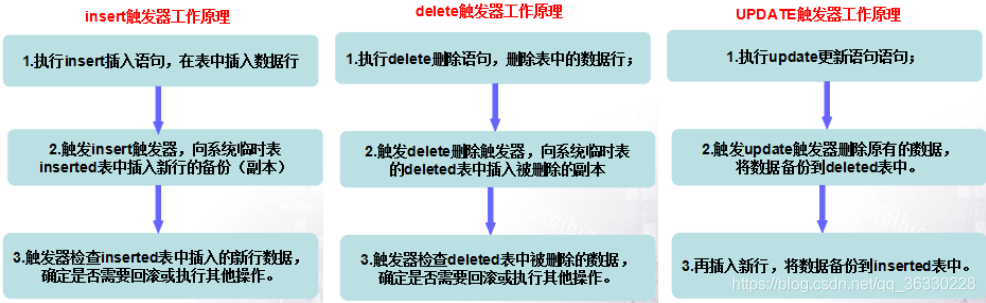 insert触发器工作原理
1.执行insert插入语句，在表中插入数据行
2.触发insert触发器，向系统临时表
inserted表中插入新行的备份（副本）
3.触发器检查inserted表中插入的新行数据，
确定是否需要回滚或执行其他操作。
delete触发器工作原理
1.执行delete删除语句，删除表中的数据行；
2.触发delete删除触发器，向系统临时表
的deleted表中插入被删除的副本
3.触发器检查deleted表中被删除的数据，
确定是否需要回滚或执行其他操作。
UPDATE触发器工作原理
1.执行update更新语句语句；
2.触发update触发器删除原有的数据，
将数据备份到deleted表中。
3.再插入新行，将数据备份到inserted表中。
https://blog.csdn.net/qq_36330228